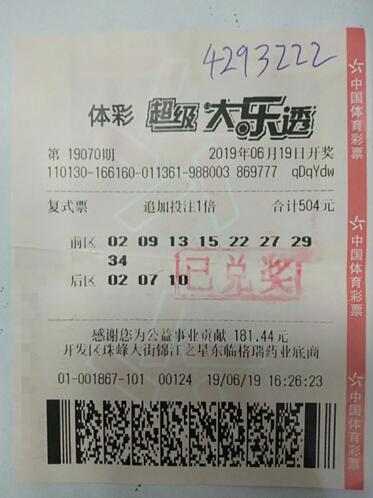 4293222
体彩 超级大乐透
第 19070期 2019年06月19日开奖
110130-166160-011361-988003 869777 qDqYdw
复式票 追加投注1倍 合计504元
前区 02 09 13 15 22 27 29
34
后区 02 07 10
已兑奖
感谢您为公益事业贡献 181.44元
开发区珠峰大街锦江之星东临格瑞药业底商
01-001867-101 00124 19/06/19 16:26:23
中国体育彩票
中国体育彩票
中国体育彩票